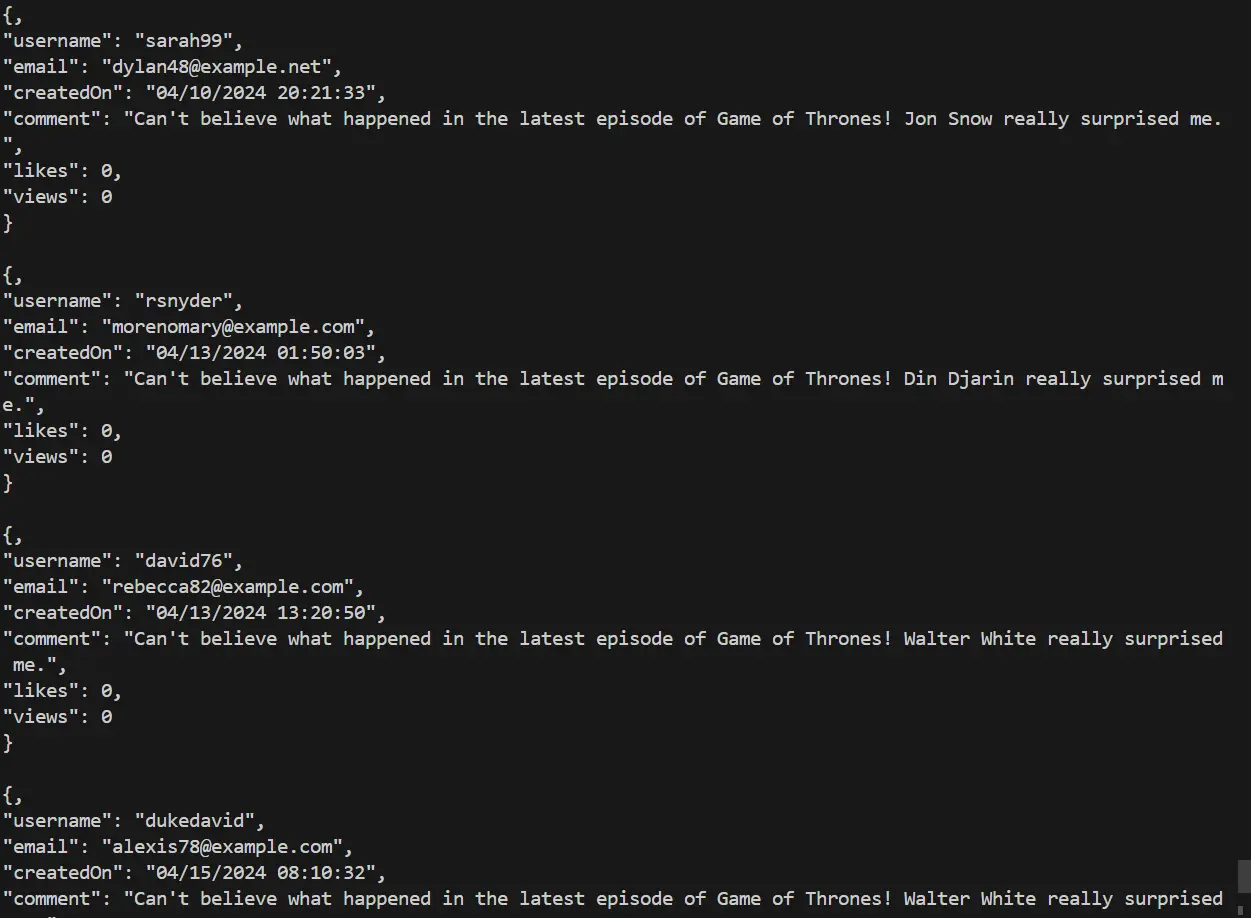 {,
"username": "sarah99",
"email": "dylan48@example.net",
"createdOn": "04/10/2024 20:21:33",
"comment": "Can't believe what happened in the latest episode of Game of Thrones! Jon Snow really surprised me.
",
"likes": 0,
"views": 0
}
{,
"username": "rsnyder",
"email": "morenomary@example.com",
"createdOn": "04/13/2024 01:50:03",
"comment": "Can't believe what happened in the latest episode of Game of Thrones! Din Djarin really surprised m
e.",
"likes": 0,
"views": 0
}
{,
"username": "david76",
"email": "rebecca82@example.com",
"createdOn": "04/13/2024 13:20:50",
"comment": "Can't believe what happened in the latest episode of Game of Thrones! Walter White really surprised
 me.",
"likes": 0,
"views": 0
}
{,
"username": "dukedavid",
"email": "alexis78@example.com",
"createdOn": "04/15/2024 08:10:32",
"comment": "Can't believe what happened in the latest episode of Game of Thrones! Walter White really surprised